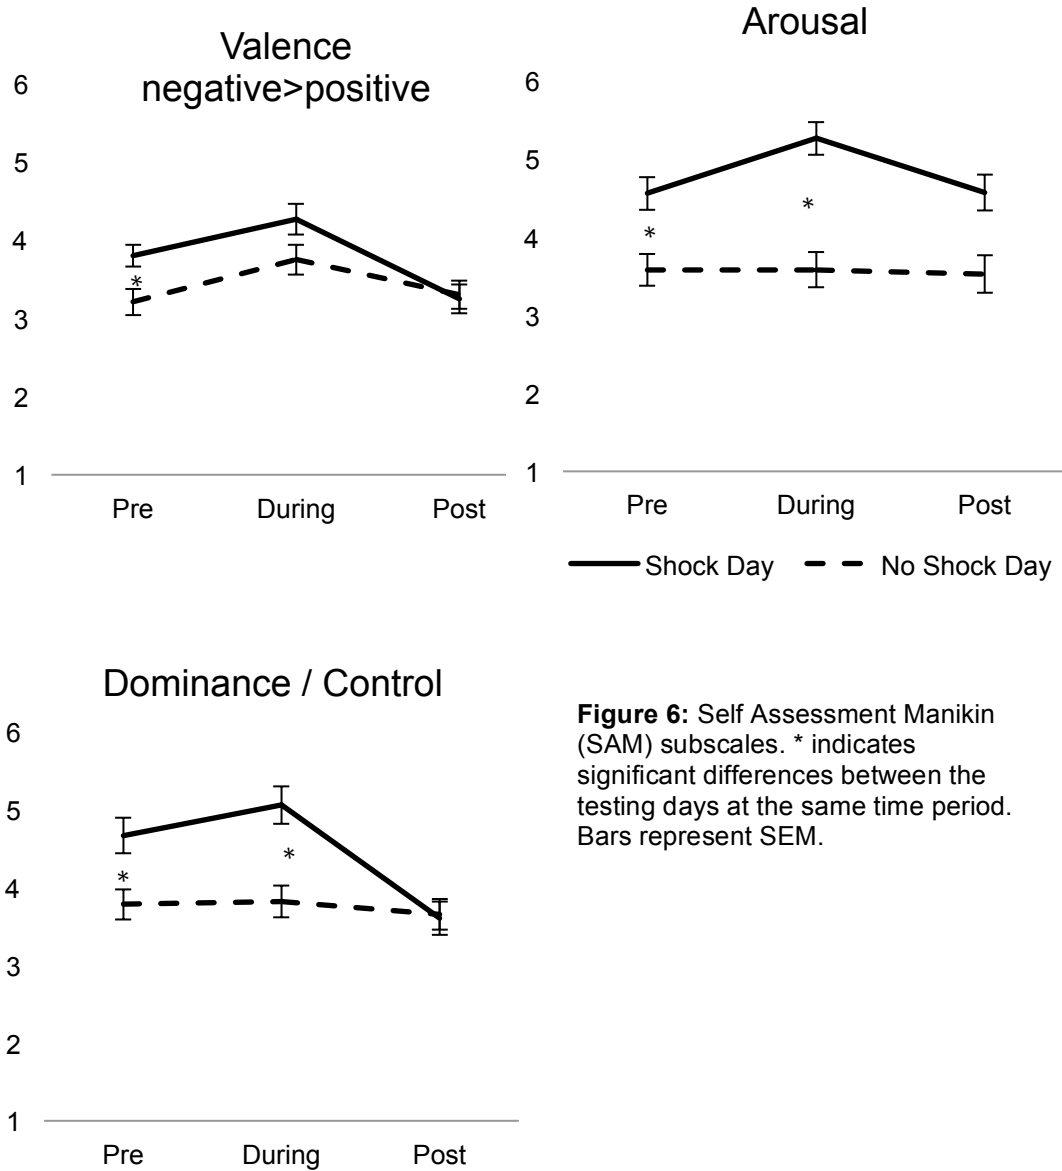 Valence
negative>positive
6
5
4
3
2
1
*
Pre During Post
Arousal
6
5
4
3
2
1
*
*
Pre During Post
Shock Day No Shock Day
Dominance / Control
6
5
4
3
2
1
*
*
Pre During Post
Figure 6: Self Assessment Manikin
(SAM) subscales. * indicates
significant differences between the
testing days at the same time period.
Bars represent SEM.